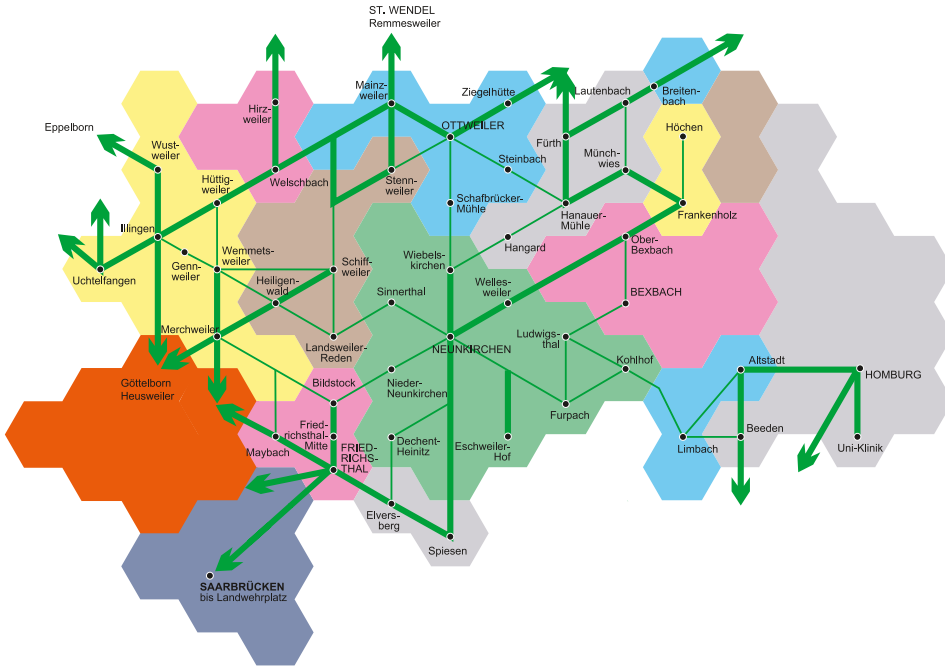 ST. WENDEL
Remmesweiler
Mainz-
weiler
Ziegelhütte
Lautenbach
Breiten-
bach
Hirz-
weiler
Eppelborn
OTTWEILER
Fürth
Höchen
Wust-
weiler
Steinbach
Münch-
wies
Hüttig-
weiler
Welschbach
Stenn-
weiler
Schafbrücker-
Mühle
Hanauer-
Mühle
Frankenholz
Illingen
Genn-
weiler
Wemmets-
weiler
Schiff-
weiler
Wiebels-
kirchen
Hangard
Ober-
Bexbach
Uchtelfangen
Heiligen-
wald
Sinnerthal
Welles-
weiler
BEXBACH
Merchweiler
Landsweiler-
Reden
NEUNKIRCHEN
Ludwigs-
thal
Kohlhof
Altstadt
HOMBURG
Göttelborn
Heusweiler
Bildstock
Nieder-
Neunkirchen
Furpach
Maybach
Fried-
richsthal-
Mitte
FRIED-
RICHS-
THAL
Dechent-
Heinitz
Eschweiler-
Hof
Limbach
Beeden
Uni-Klinik
Elvers-
berg
Spiesen
SAARBRÜCKEN
bis Landwehrplatz